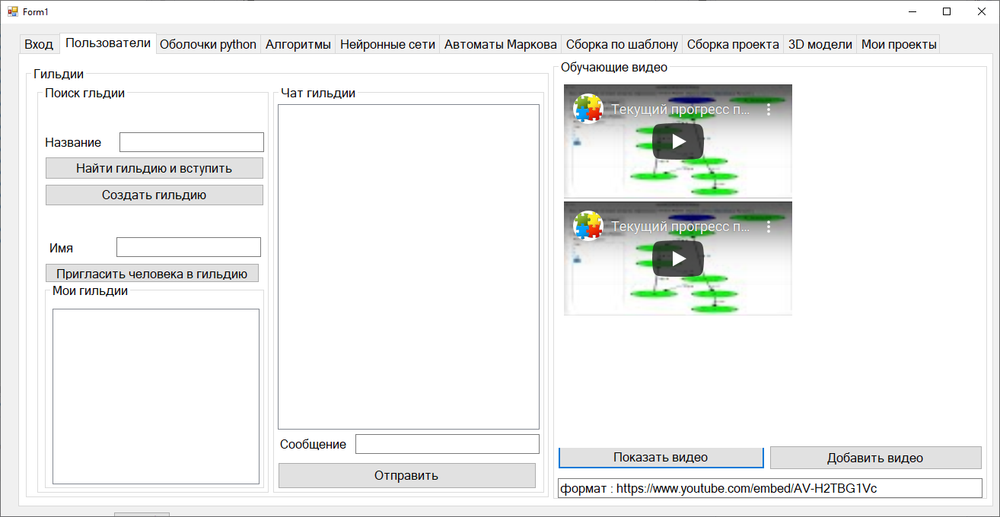 Form1
Вход Пользователи Оболочки python Алгоритмы Нейронные сети Автоматы Маркова Сборка по шаблону Сборка проекта 3D модели Мои проекты
Гильдии
Поиск гльдии
Название
Найти гильдию и вступить
Создать гильдию
Имя
Пригласить человека в гильдию
Мои гильдии
Чат гильдии
Сообщение
Отправить
Обучающие видео
Текущий прогресс п...
Текущий прогресс п...
Показать видео
Добавить видео
формат : https://www.youtube.com/embed/AV-H2TBG1Vc